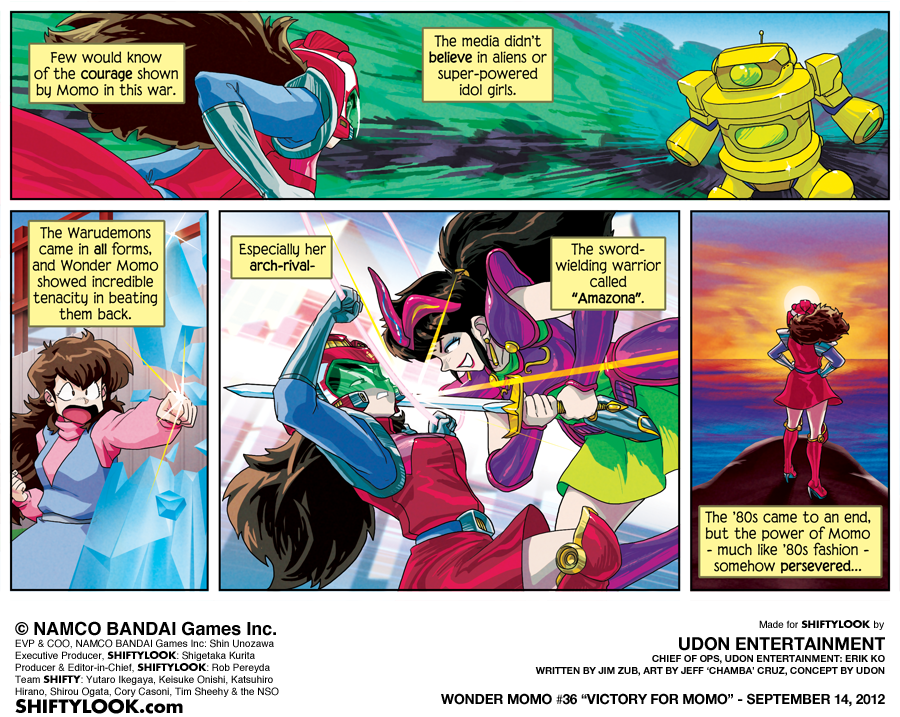 Few would know
of the courage shown
by Momo in this war.
The media didn't
believe in aliens or
super-powered
idol girls.
The Warudemons
came in all forms,
and Wonder Momo
showed incredible
tenacity in beating
them back.
Especially her
arch-rival-
The sword-
wielding warrior
called
"Amazona".
The '80s came to an end,
but the power of Momo
- much like '80s fashion -
somehow persevered...
© NAMCO BANDAI Games Inc.
EVP & COO, NAMCO BANDAI Games Inc: Shin Unozawa
Executive Producer, SHIFTYLOOK: Shigetaka Kurita
Producer & Editor-in-Chief, SHIFTYLOOK: Rob Pereyda
Team SHIFTY: Yutaro Ikegaya, Keisuke Onishi, Katsuhiro
Hirano, Shirou Ogata, Cory Casoni, Tim Sheehy & the NSO
SHIFTYLOOK.com
Made for SHIFTYLOOK by
UDON ENTERTAINMENT
CHIEF OF OPS, UDON ENTERTAINMENT: ERIK KO
WRITTEN BY JIM ZUB, ART BY JEFF 'CHAMBA' CRUZ, CONCEPT BY UDON
WONDER MOMO #36 "VICTORY FOR MOMO" - SEPTEMBER 14, 2012